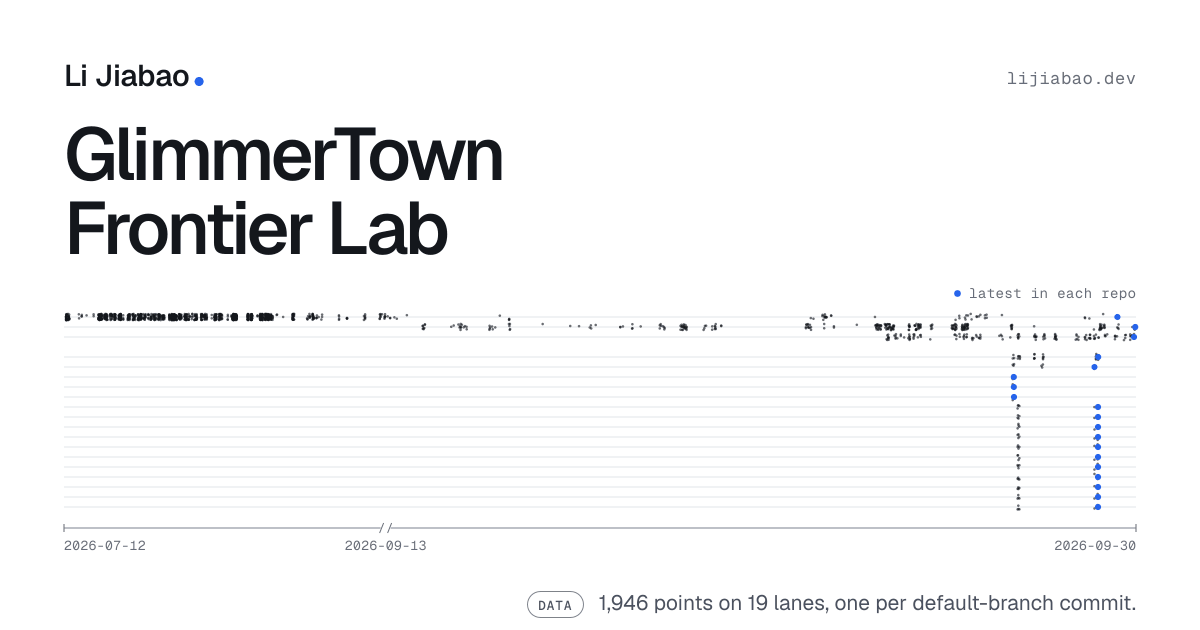 Li Jiabao
lijiabao.dev
GlimmerTown
Frontier Lab
latest in each repo
2026-07-12
2026-09-13
2026-09-30
DATA 1,946 points on 19 lanes, one per default-branch commit.